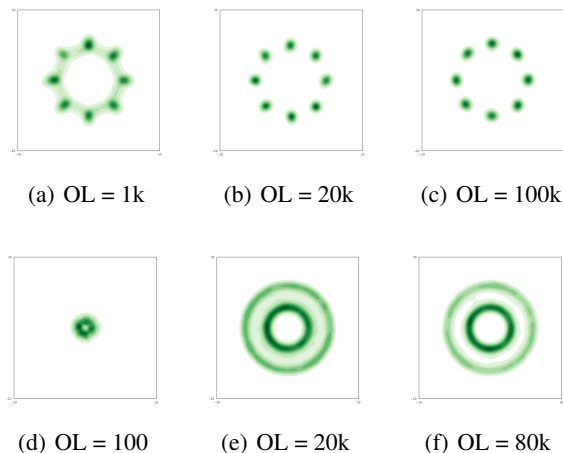 (a) OL = 1k
(b) OL = 20k
(c) OL = 100k
(d) OL = 100
(e) OL = 20k
(f) OL = 80k